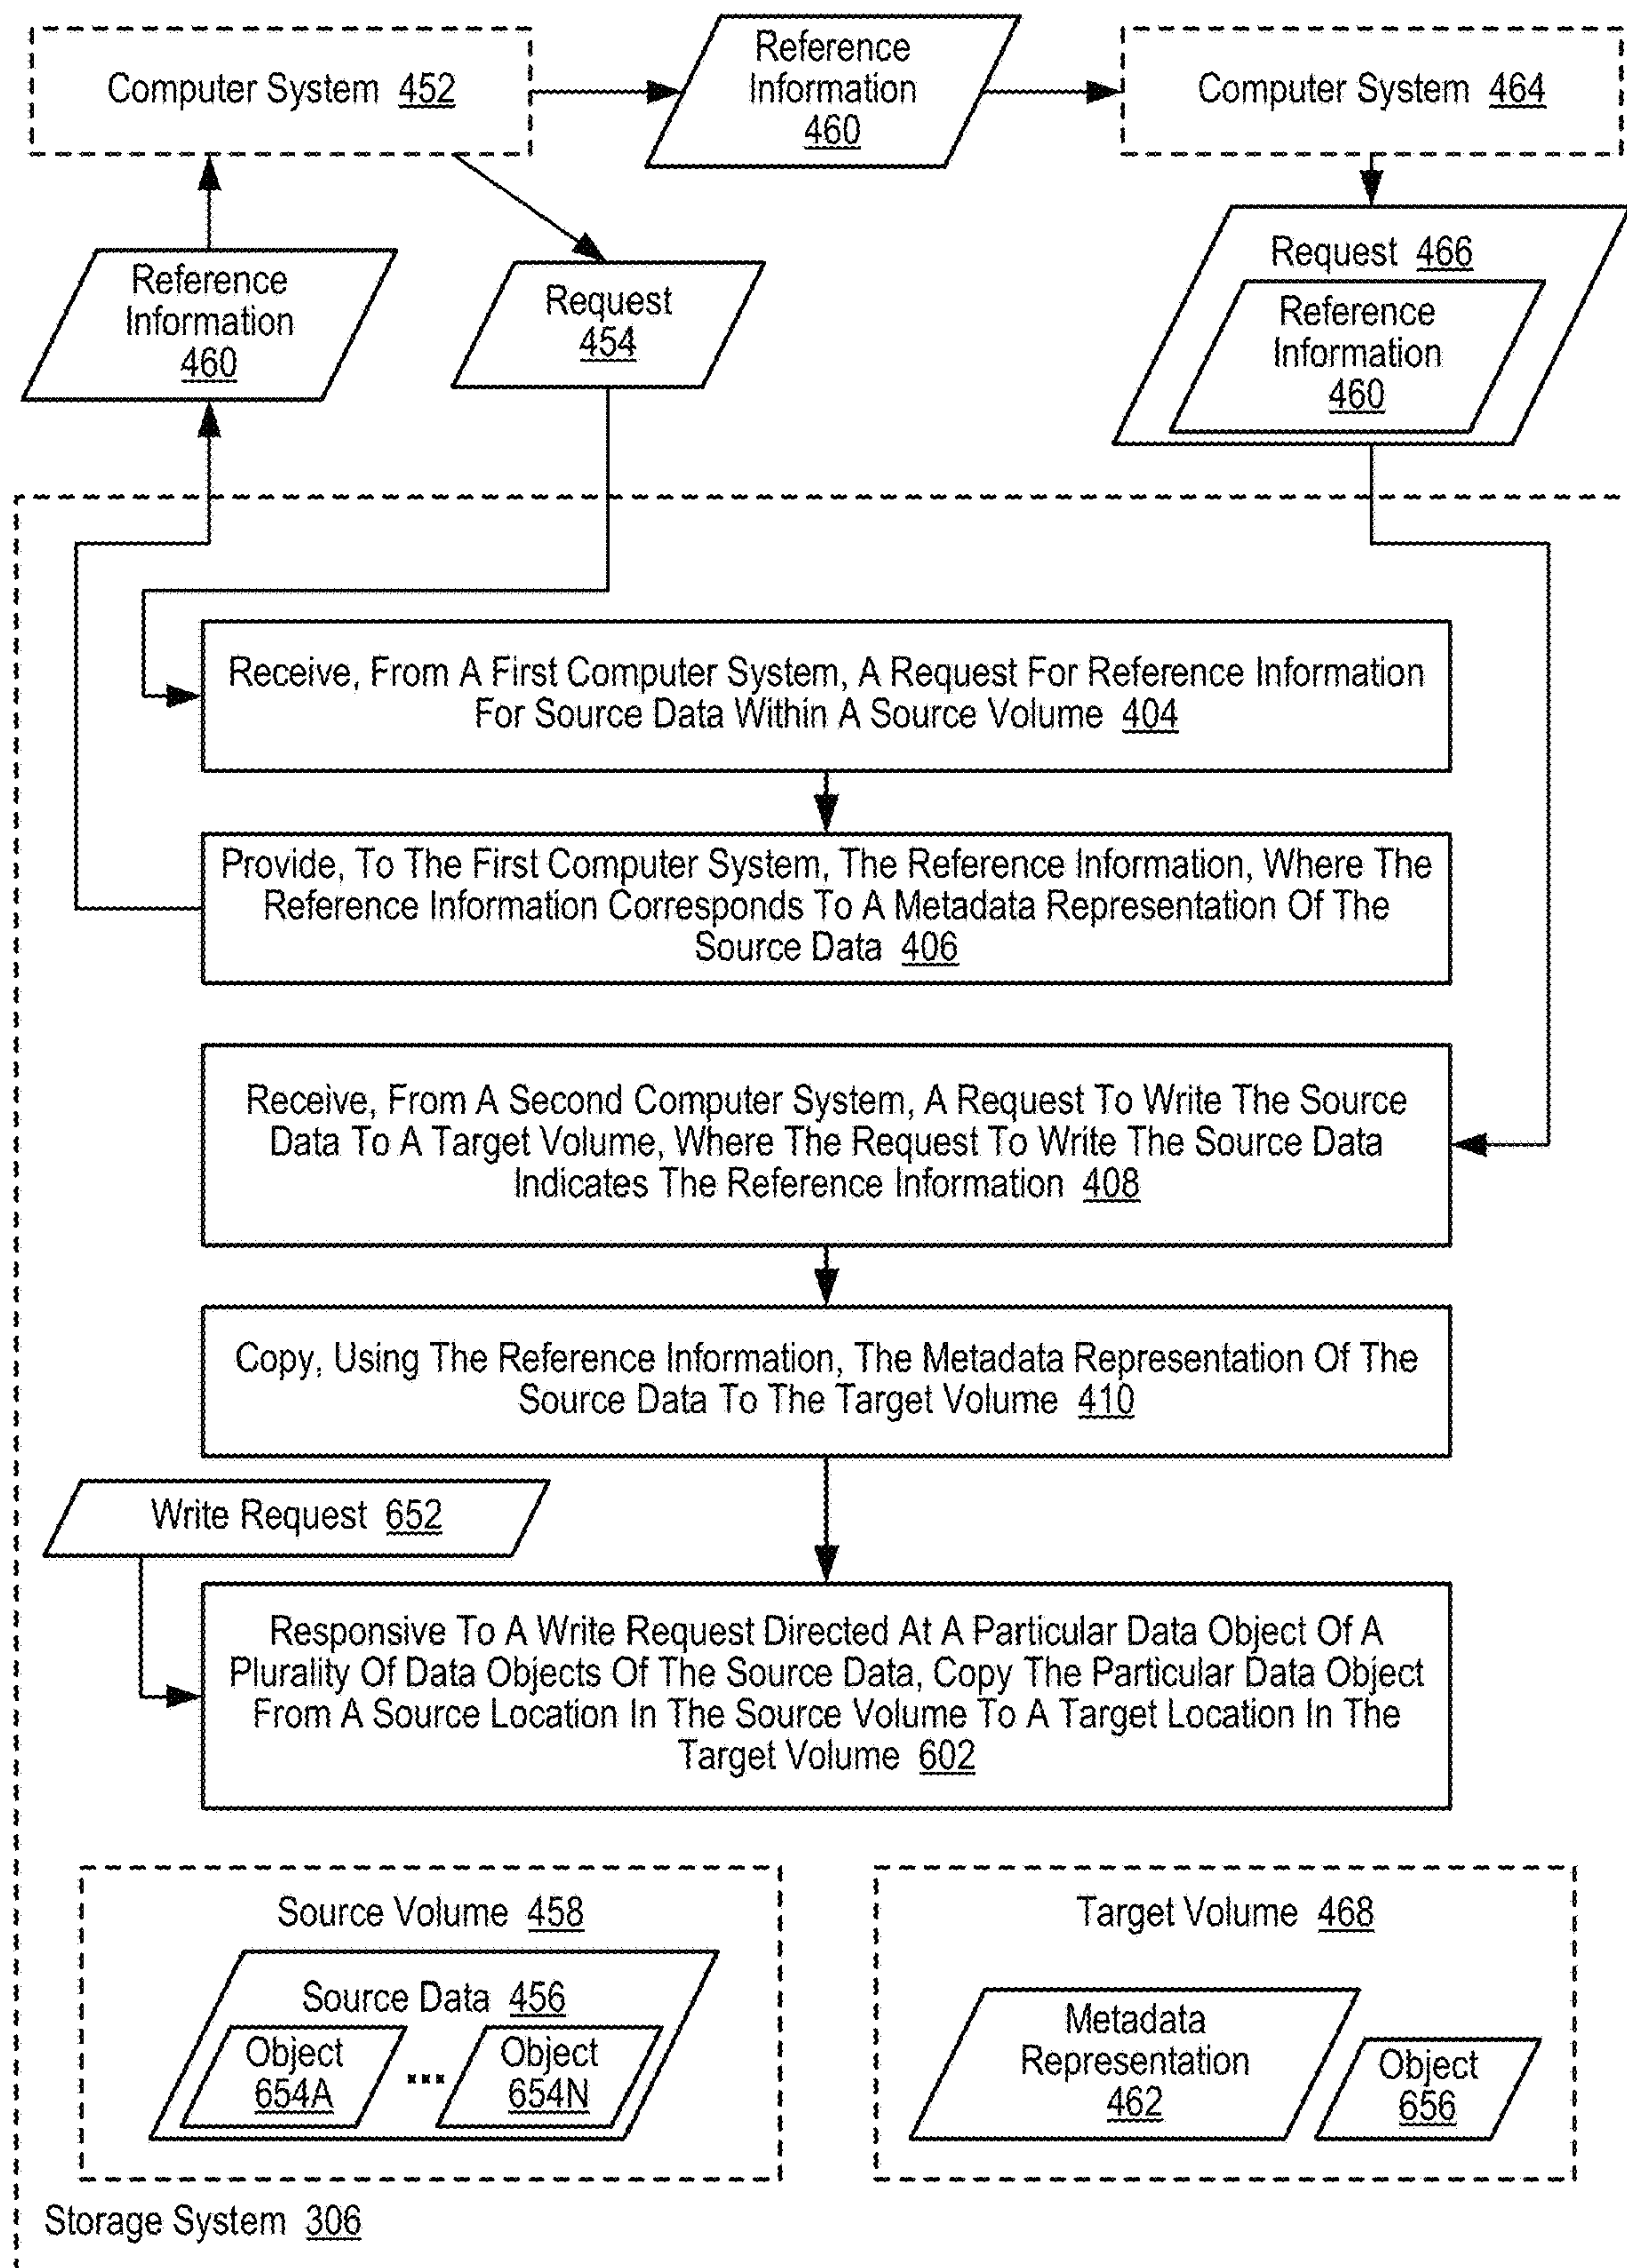 Computer System 452
Reference
Information
460
Computer System 464
Reference
Information
460
Request
454
Request 466
Reference
Information
460
Receive, From A First Computer System, A Request For Reference Information
For Source Data Within A Source Volume 404
Provide, To The First Computer System, The Reference Information, Where The
Reference Information Corresponds To A Metadata Representation Of The
Source Data 406
Receive, From A Second Computer System, A Request To Write The Source
Data To A Target Volume, Where The Request To Write The Source Data
Indicates The Reference Information 408
Copy, Using The Reference Information, The Metadata Representation Of The
Source Data To The Target Volume 410
Write Request 652
Responsive To A Write Request Directed At A Particular Data Object Of A
Plurality Of Data Objects Of The Source Data, Copy The Particular Data Object
From A Source Location In The Source Volume To A Target Location In The
Target Volume 602
Source Volume 458
Source Data 456
Object
654A
...
Object
654N
Target Volume 468
Metadata
Representation
462
Object
656
Storage System 306